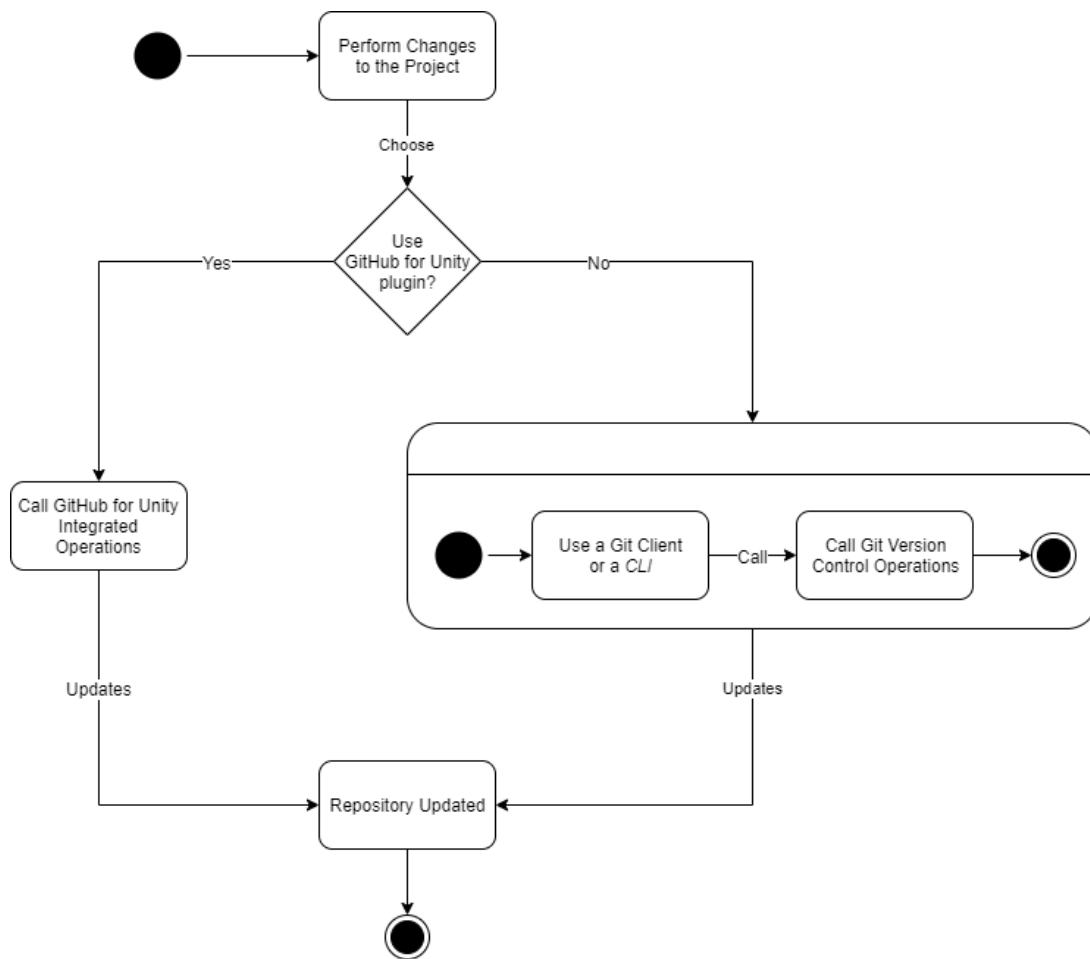 Perform Changes
to the Project
Choose
Use
GitHub for Unity
plugin?
Yes
No
Call GitHub for Unity
Integrated
Operations
Use a Git Client
or a CLI
Call
Call Git Version
Control Operations
Updates
Updates
Repository Updated